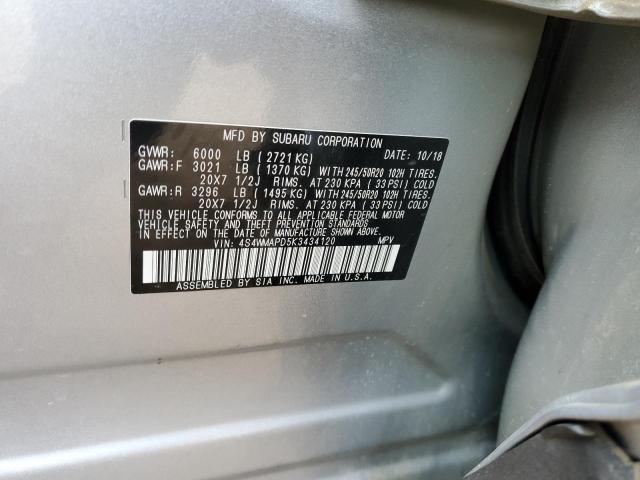 MFD BY SUBARU CORPORATION
GVWR: 6000 LB (2721 KG) DATE: 10/18
GAWR:F 3021 LB (1370 KG) WITH 245/50R20 102H TIRES.
20X7 1/2J RIMS. AT 230 KPA (33 PSI) COLD
GAWR:R 3296 LB (1495 KG) WITH 245/50R20 102H TIRES.
20X7 1/2J RIMS. AT 230 KPA (33 PSI) COLD
THIS VEHICLE CONFORMS TO ALL APPLICABLE FEDERAL MOTOR
VEHICLE SAFETY AND THEFT PREVENTION STANDARDS
IN EFFECT ON THE DATE OF MANUFACTURE SHOWN ABOVE.
VIN: 4S4WMAPD5K3434120 MPV
ASSEMBLED BY SIA INC. MADE IN U.S.A.